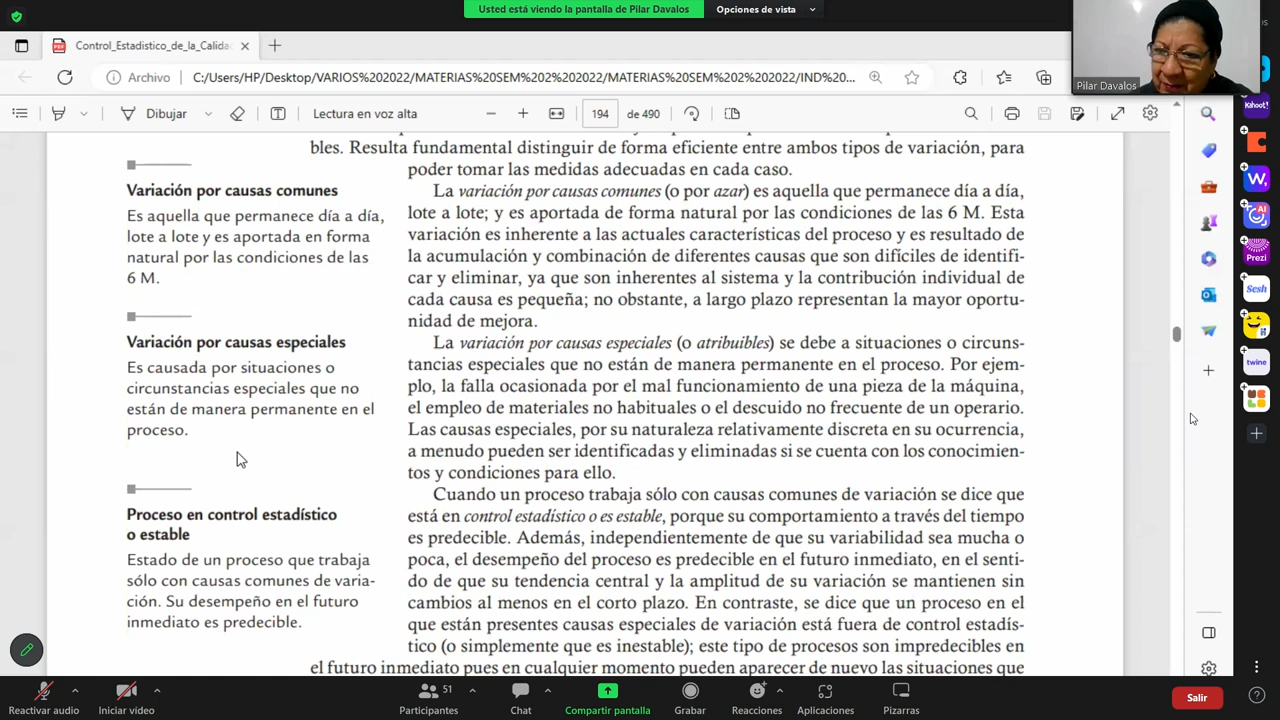 Usted está viendo la pantalla de Pilar Davalos
Opciones de vista
Control_Estadistico_de_la_Calida
Archivo
C:/Users/HP/Desktop/VARIOS%202022/MATERIAS%20SEM%202%202022/MATERIAS%20SEM%202%202022/IND%20...
Pilar Davalos
Dibujar
Lectura en voz alta
194 de 490
bles. Resulta fundamental distinguir de forma eficiente entre ambos tipos de variación, para
poder tomar las medidas adecuadas en cada caso.
Variación por causas comunes
Es aquella que permanece día a día,
lote a lote y es aportada en forma
natural por las condiciones de las
6 M.
La variación por causas comunes (o por azar) es aquella que permanece día a día,
lote a lote; y es aportada de forma natural por las condiciones de las 6 M. Esta
variación es inherente a las actuales características del proceso y es resultado de
la acumulación y combinación de diferentes causas que son difíciles de identifi-
car y eliminar, ya que son inherentes al sistema y la contribución individual de
cada causa es pequeña; no obstante, a largo plazo representan la mayor oportu-
nidad de mejora.
Variación por causas especiales
Es causada por situaciones o
circunstancias especiales que no
están de manera permanente en el
proceso.
La variación por causas especiales (o atribuibles) se debe a situaciones o circuns-
tancias especiales que no están de manera permanente en el proceso. Por ejem-
plo, la falla ocasionada por el mal funcionamiento de una pieza de la máquina,
el empleo de materiales no habituales o el descuido no frecuente de un operario.
Las causas especiales, por su naturaleza relativamente discreta en su ocurrencia,
a menudo pueden ser identificadas y eliminadas si se cuenta con los conocimien-
tos y condiciones para ello.
Proceso en control estadístico
o estable
Estado de un proceso que trabaja
sólo con causas comunes de varia-
ción. Su desempeño en el futuro
inmediato es predecible.
Cuando un proceso trabaja sólo con causas comunes de variación se dice que
está en control estadístico o es estable, porque su comportamiento a través del tiempo
es predecible. Además, independientemente de que su variabilidad sea mucha o
poca, el desempeño del proceso es predecible en el futuro inmediato, en el senti-
do de que su tendencia central y la amplitud de su variación se mantienen sin
cambios al menos en el corto plazo. En contraste, se dice que un proceso en el
que están presentes causas especiales de variación está fuera de control estadís-
tico (o simplemente que es inestable); este tipo de procesos son impredecibles en
el futuro inmediato pues en cualquier momento pueden aparecer de nuevo las situaciones que
Kahoot!
W,
AI
Prezi
Sesh
twine
Reactivar audio
Iniciar video
51
Participantes
Chat
Compartir pantalla
Grabar
Reacciones
Aplicaciones
Pizarras
Salir